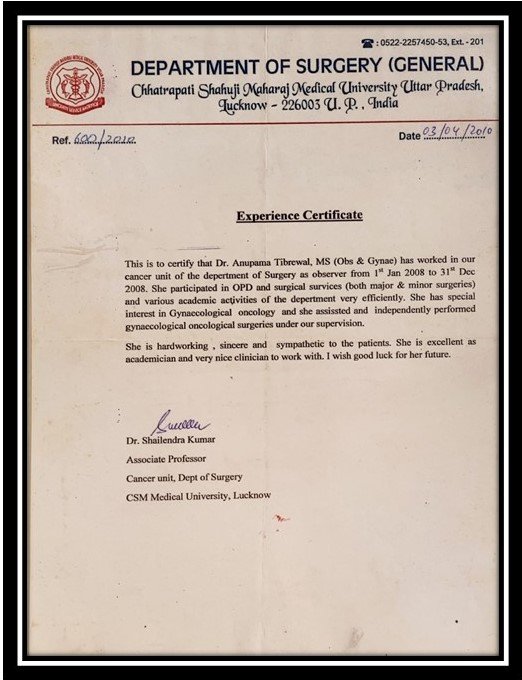 ☎ : 0522-2257450-53, Ext. - 201
DEPARTMENT OF SURGERY (GENERAL)
Chhatrapati Shahuji Maharaj Medical University Uttar Pradesh,
Lucknow - 226003 U. P., India
Ref. 600/2010
Date 03/04/2010
Experience Certificate
This is to certify that Dr. Anupama Tibrewal, MS (Obs & Gynae) has worked in our
cancer unit of the department of Surgery as observer from 1st Jan 2008 to 31st Dec
2008. She participated in OPD and surgical survices (both major & minor surgeries)
and various academic activities of the department very efficiently. She has special
interest in Gynaecological oncology and she assissted and independently performed
gynaecological oncological surgeries under our supervision.
She is hardworking , sincere and sympathetic to the patients. She is excellent as
academician and very nice clinician to work with. I wish good luck for her future.
Dr. Shailendra Kumar
Associate Professor
Cancer unit, Dept of Surgery
CSM Medical University, Lucknow